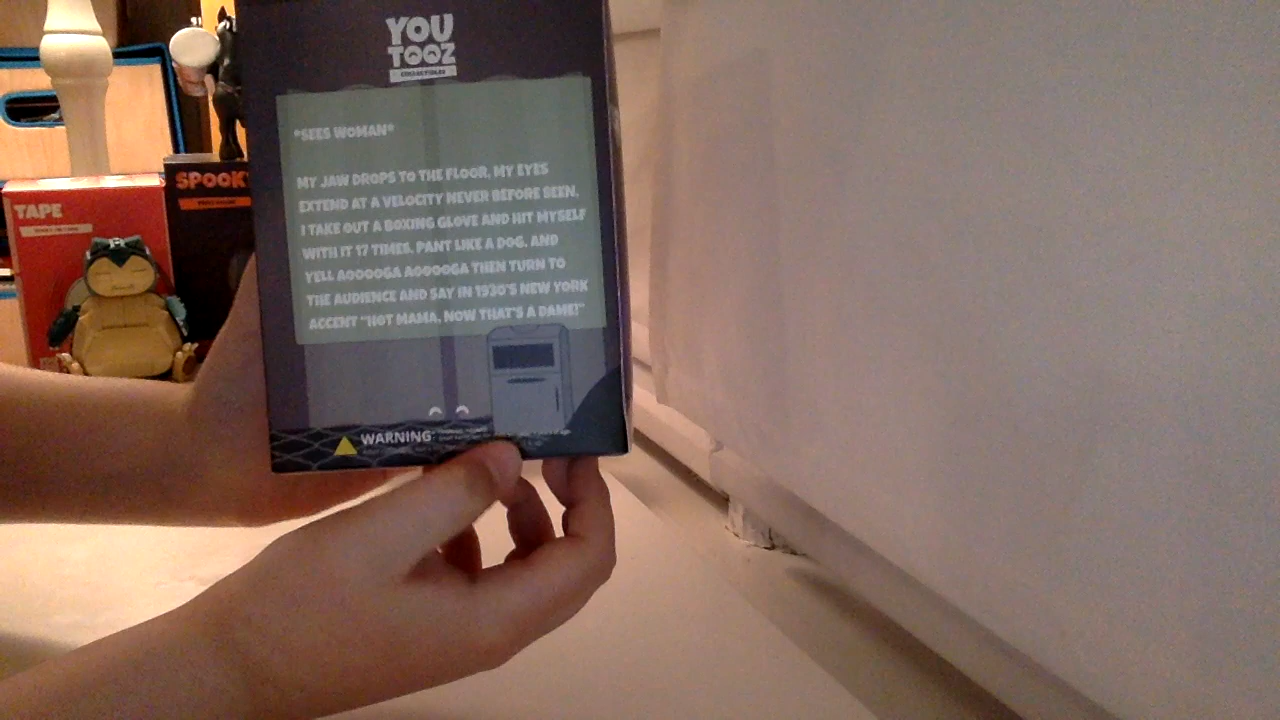 YOU
TOOZ
COLLECTIBLES
*SEES WOMAN*
MY JAW DROPS TO THE FLOOR, MY EYES
EXTEND AT A VELOCITY NEVER BEFORE SEEN,
I TAKE OUT A BOXING GLOVE AND HIT MYSELF
WITH IT 17 TIMES, PANT LIKE A DOG, AND
YELL AOOOOGA AOOOOGA THEN TURN TO
THE AUDIENCE AND SAY IN 1930'S NEW YORK
ACCENT "HOT MAMA, NOW THAT'S A DAME!"
WARNING
TAPE
SPOOK